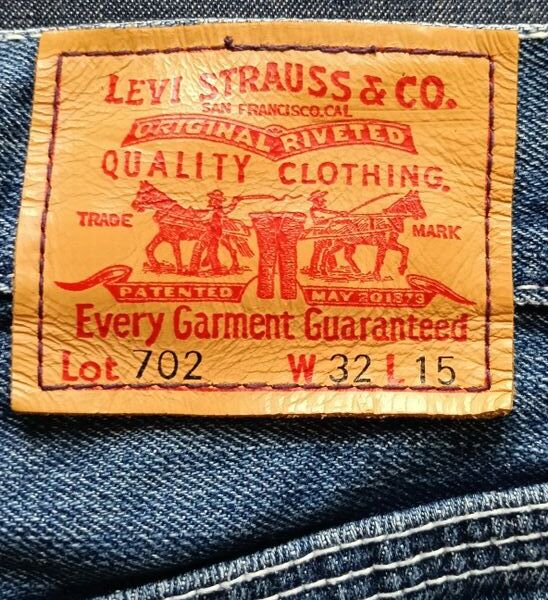 LEVI STRAUSS & CO.
SAN FRANCISCO, CAL
ORIGINAL RIVETED
QUALITY CLOTHING.
TRADE MARK
PATENTED MAY 20 1873
Every Garment Guaranteed
Lot 702 W 32 L 15